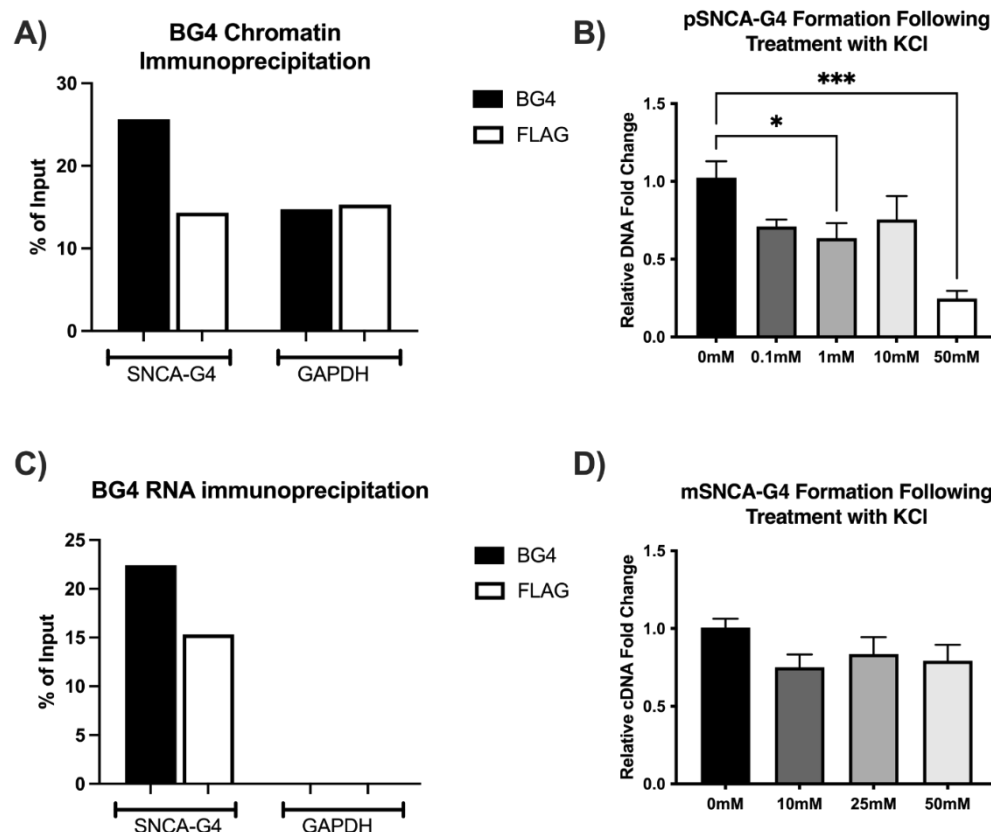 A)
BG4 Chromatin
Immunoprecipitation
% of Input
30
20
10
0
SNCA-G4
GAPDH
BG4
FLAG
B)
pSNCA-G4 Formation Following
Treatment with KCl
Relative DNA Fold Change
1.5
1.0
0.5
0.0
***
*
0mM 0.1mM 1mM 10mM 50mM
C)
BG4 RNA immunoprecipitation
% of Input
25
20
15
10
5
0
SNCA-G4
GAPDH
BG4
FLAG
D)
mSNCA-G4 Formation Following
Treatment with KCl
Relative cDNA Fold Change
1.5
1.0
0.5
0.0
0mM 10mM 25mM 50mM